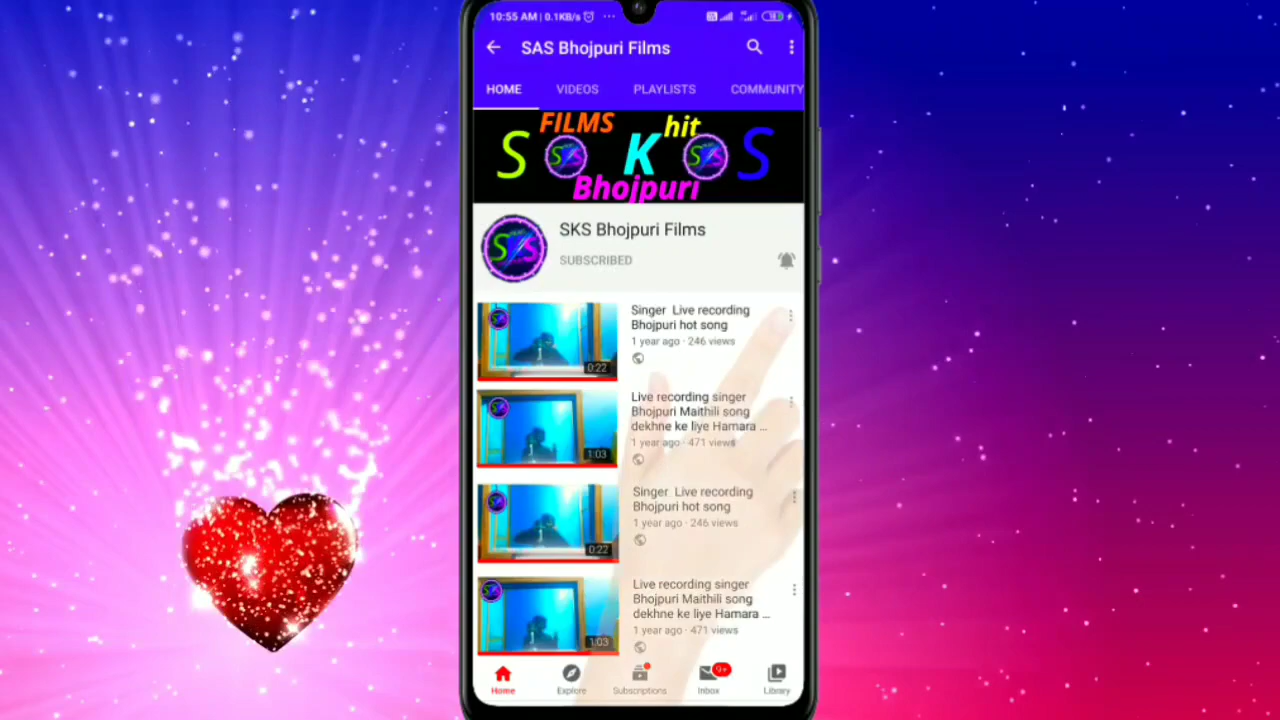 10:55 AM | 0.1KB/s
SAS Bhojpuri Films
HOME VIDEOS PLAYLISTS COMMUNITY
FILMS hit
S SKS K SKS S
Bhojpuri
SKS
SKS Bhojpuri Films
SUBSCRIBED
Singer Live recording
Bhojpuri hot song
1 year ago · 246 views
0:22
Live recording singer
Bhojpuri Maithili song
dekhne ke liye Hamara ...
1 year ago · 471 views
1:03
Singer Live recording
Bhojpuri hot song
1 year ago · 246 views
0:22
Live recording singer
Bhojpuri Maithili song
dekhne ke liye Hamara ...
1 year ago · 471 views
1:03
9+
Home Explore Subscriptions Inbox Library